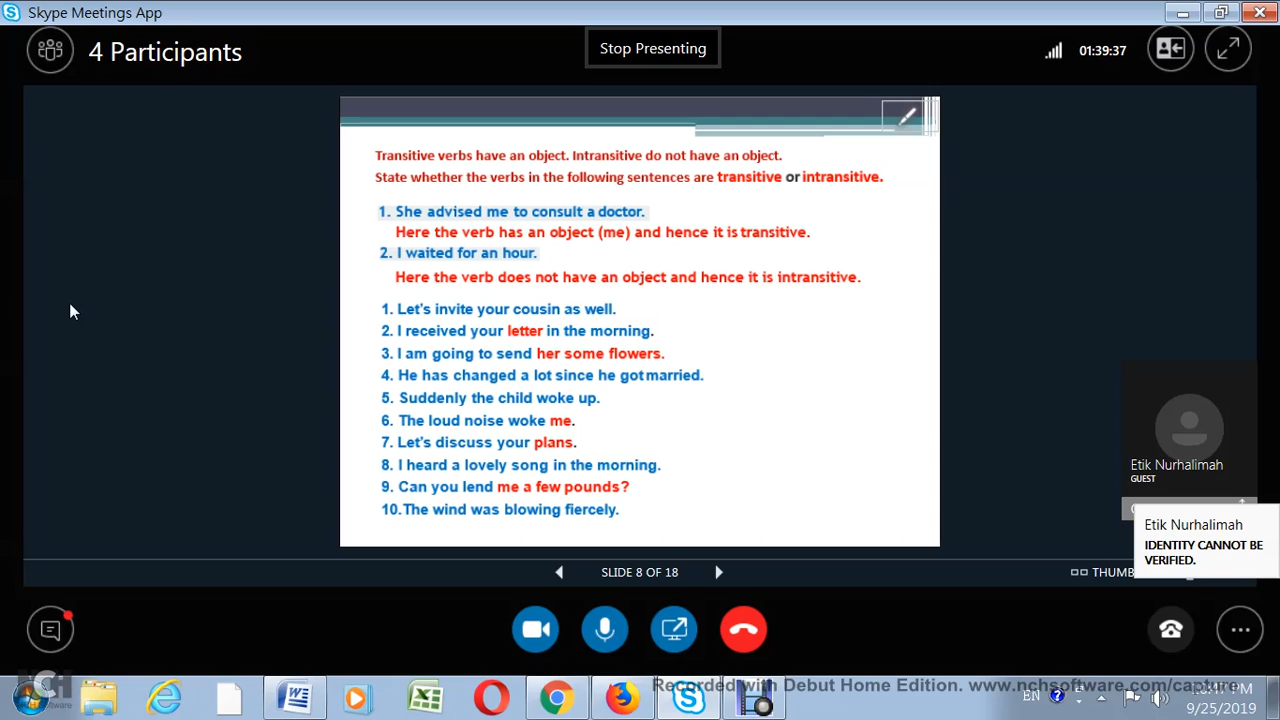 Skype Meetings App
4 Participants
Stop Presenting
01:39:37
Transitive verbs have an object. Intransitive do not have an object.
State whether the verbs in the following sentences are transitive or intransitive.
1. She advised me to consult a doctor.
Here the verb has an object (me) and hence it is transitive.
2. I waited for an hour.
Here the verb does not have an object and hence it is intransitive.
1. Let's invite your cousin as well.
2. I received your letter in the morning.
3. I am going to send her some flowers.
4. He has changed a lot since he got married.
5. Suddenly the child woke up.
6. The loud noise woke me.
7. Let's discuss your plans.
8. I heard a lovely song in the morning.
9. Can you lend me a few pounds?
10.The wind was blowing fiercely.
Etik Nurhalimah
GUEST
Etik Nurhalimah
IDENTITY CANNOT BE
VERIFIED.
SLIDE 8 OF 18
Recorded with Debut Home Edition. www.nchsoftware.com/capture
EN
9/25/2019